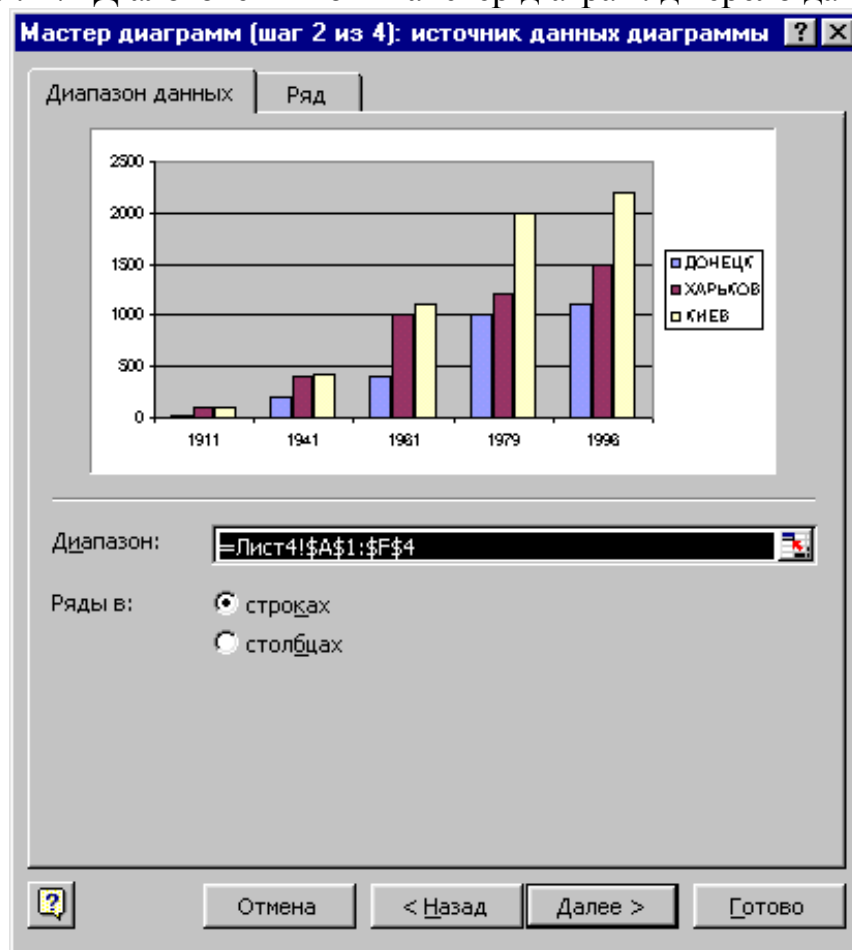 Мастер диаграмм (шаг 2 из 4): источник данных диаграммы
Диапазон данных Ряд
2500
2000
1500
1000
500
0
1911 1941 1961 1979 1996
ДОНЕЦК
ХАРЬКОВ
КИЕВ
Диапазон: =Лист4!$A$1:$F$4
Ряды в: строках
столбцах
Отмена < Назад Далее > Готово